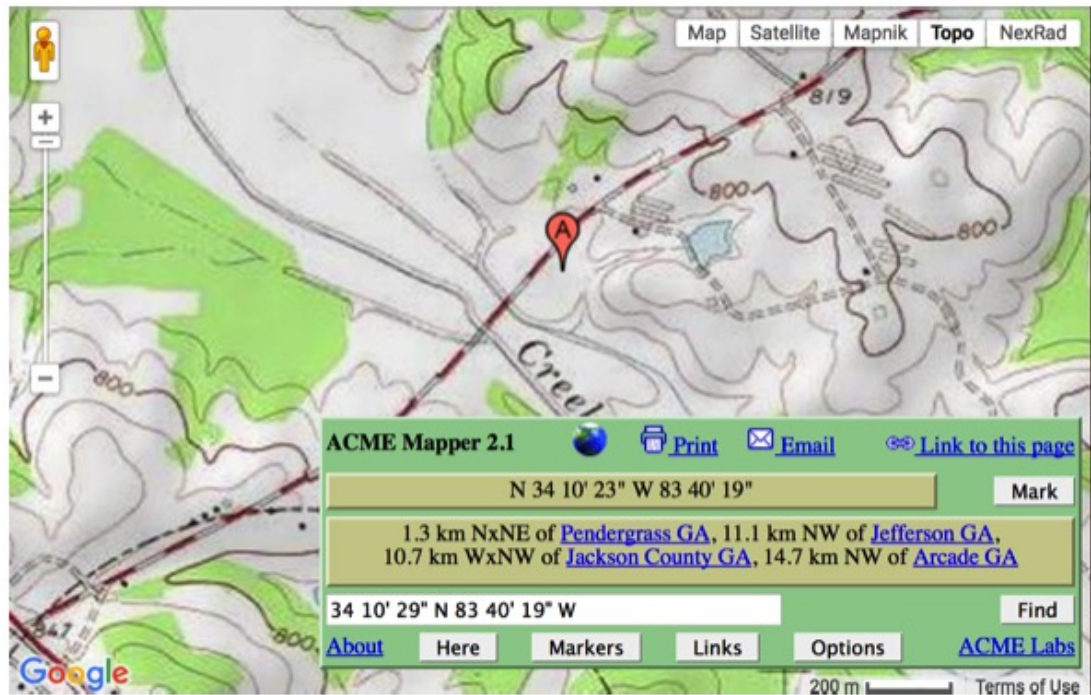 Map Satellite Mapnik Topo NexRad
819
800
800
Creek
800
ACME Mapper 2.1 Print Email Link to this page
N 34 10' 23" W 83 40' 19" Mark
1.3 km NxNE of Pendergrass GA, 11.1 km NW of Jefferson GA,
10.7 km WxNW of Jackson County GA, 14.7 km NW of Arcade GA
34 10' 29" N 83 40' 19" W Find
847
800
About Here Markers Links Options ACME Labs
Google
200 m Terms of Use
A
+
−